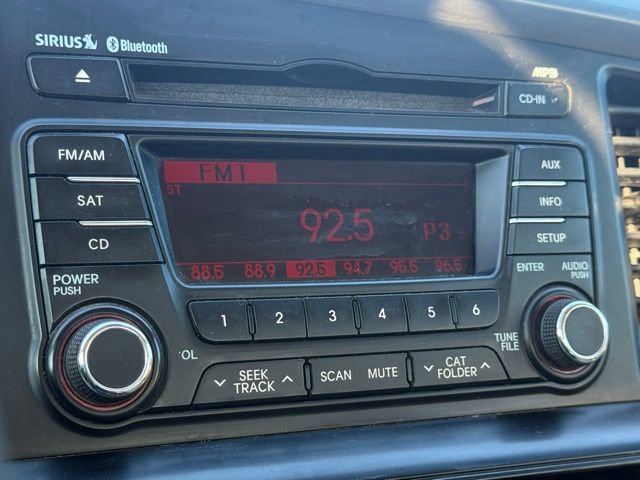 SIRIUS Bluetooth
MP3
CD-IN
FM/AM
SAT
CD
FM1
ST
92.5 P3
88.5 88.9 92.5 94.7 95.5 96.5
AUX
INFO
SETUP
POWER
PUSH
OL
1 2 3 4 5 6
ENTER AUDIO
PUSH
TUNE
FILE
SEEK
TRACK
SCAN MUTE
CAT
FOLDER